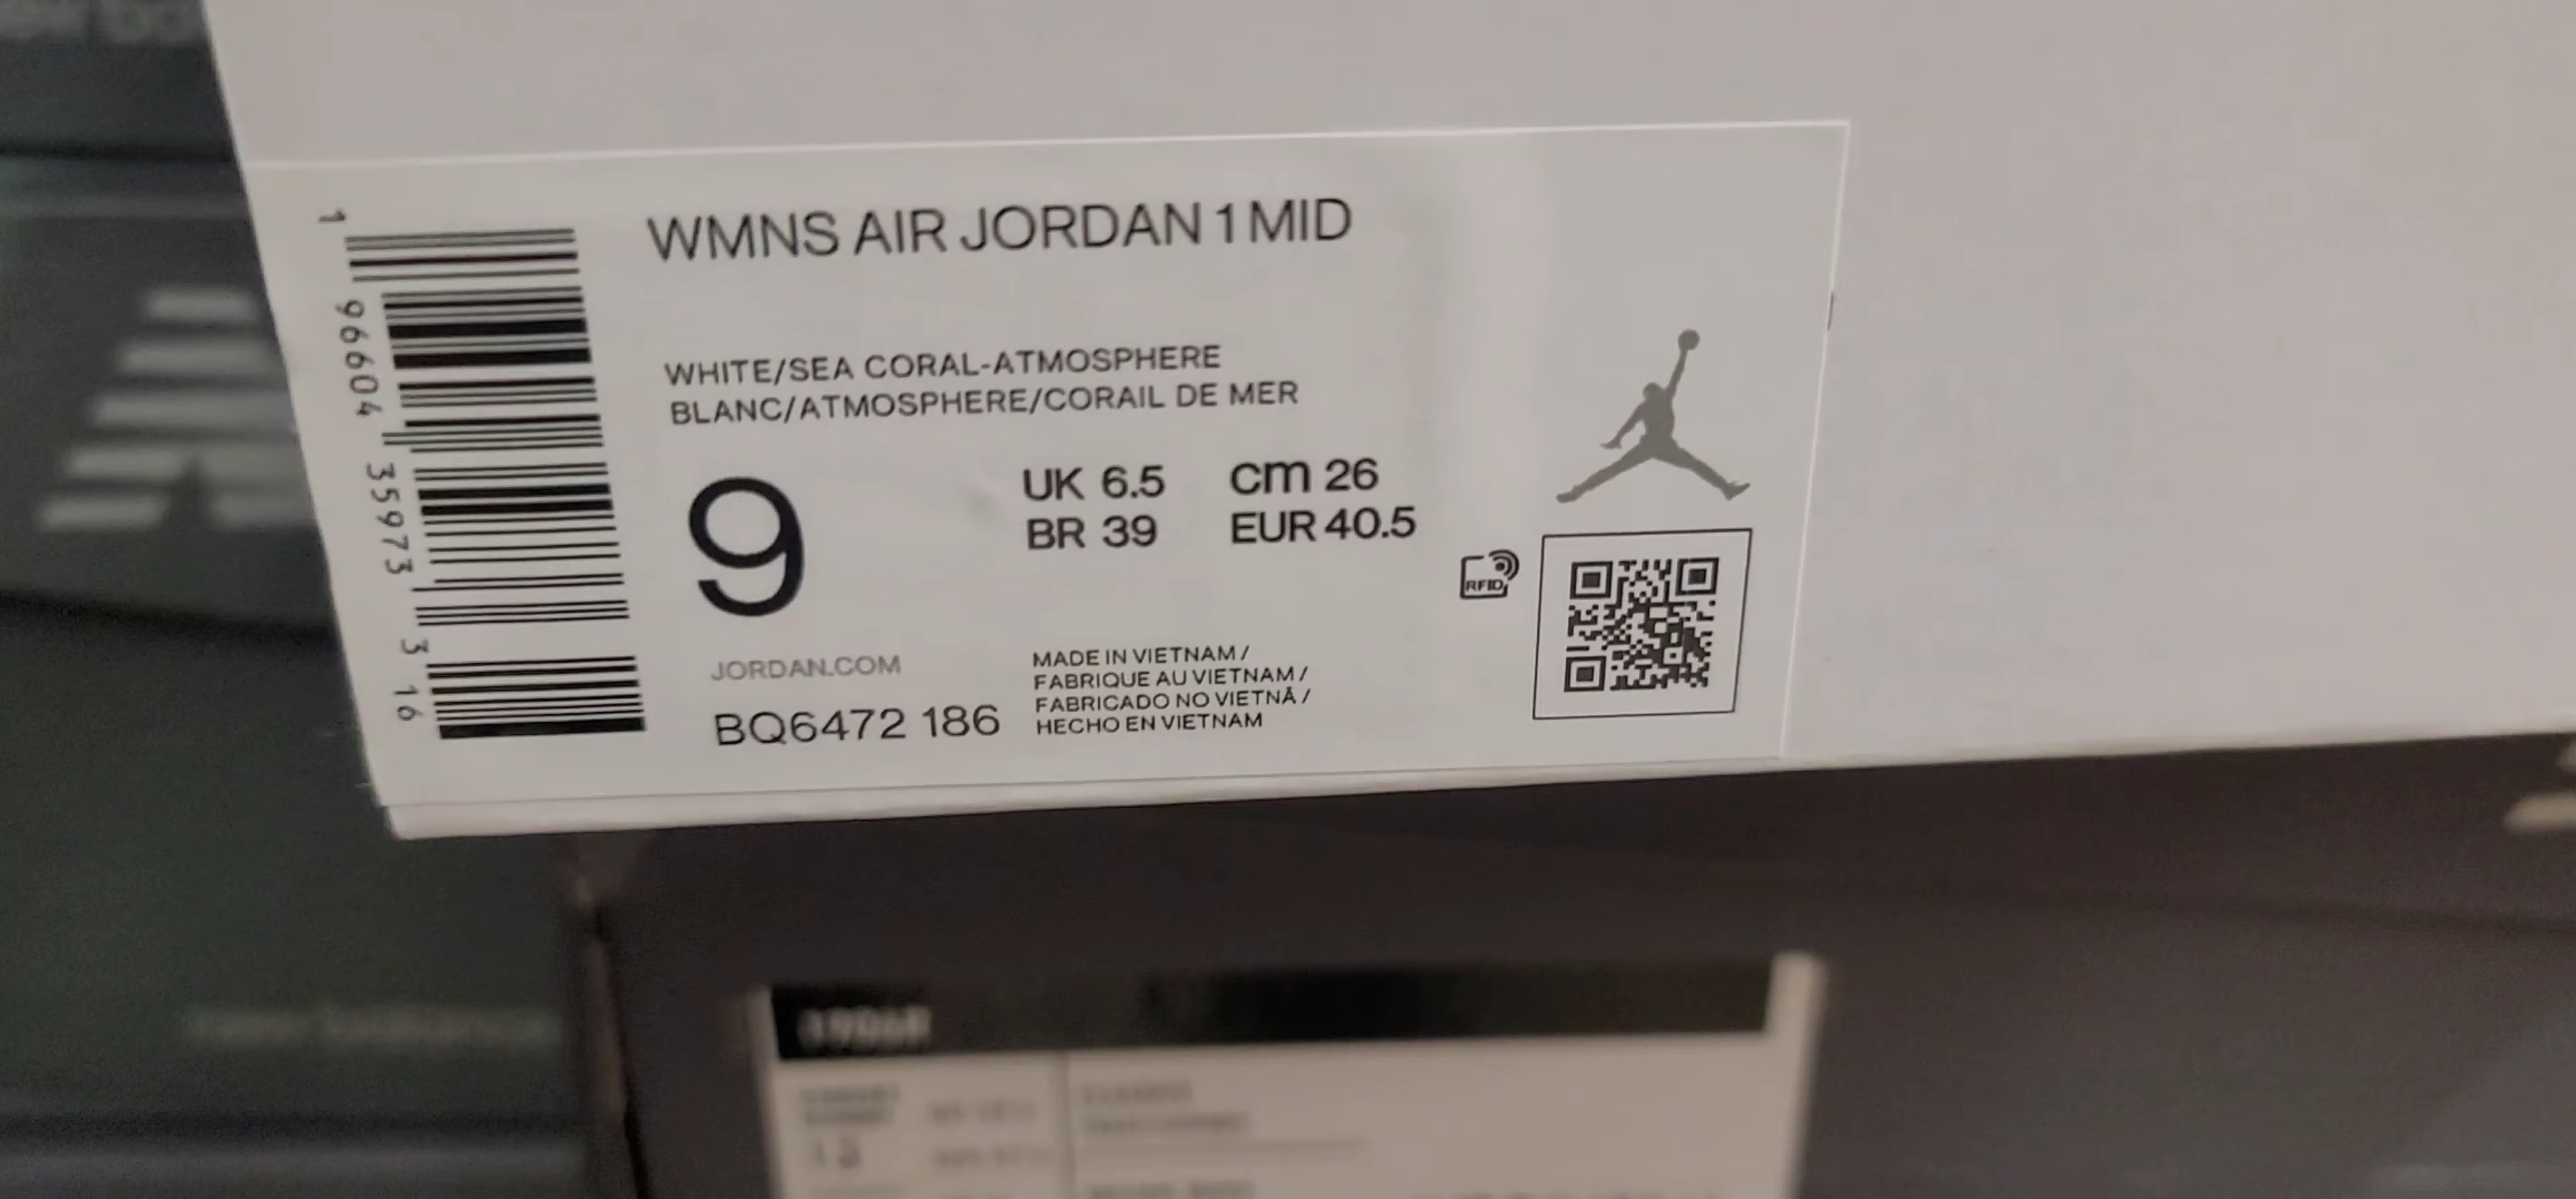 WMNS AIR JORDAN 1 MID
WHITE/SEA CORAL-ATMOSPHERE
BLANC/ATMOSPHERE/CORAIL DE MER
9
UK 6.5 cm 26
BR 39 EUR 40.5
RFID
JORDAN.COM
BQ6472 186
MADE IN VIETNAM /
FABRIQUE AU VIETNAM /
FABRICADO NO VIETNÃ /
HECHO EN VIETNAM
1 96604 35973 3 16